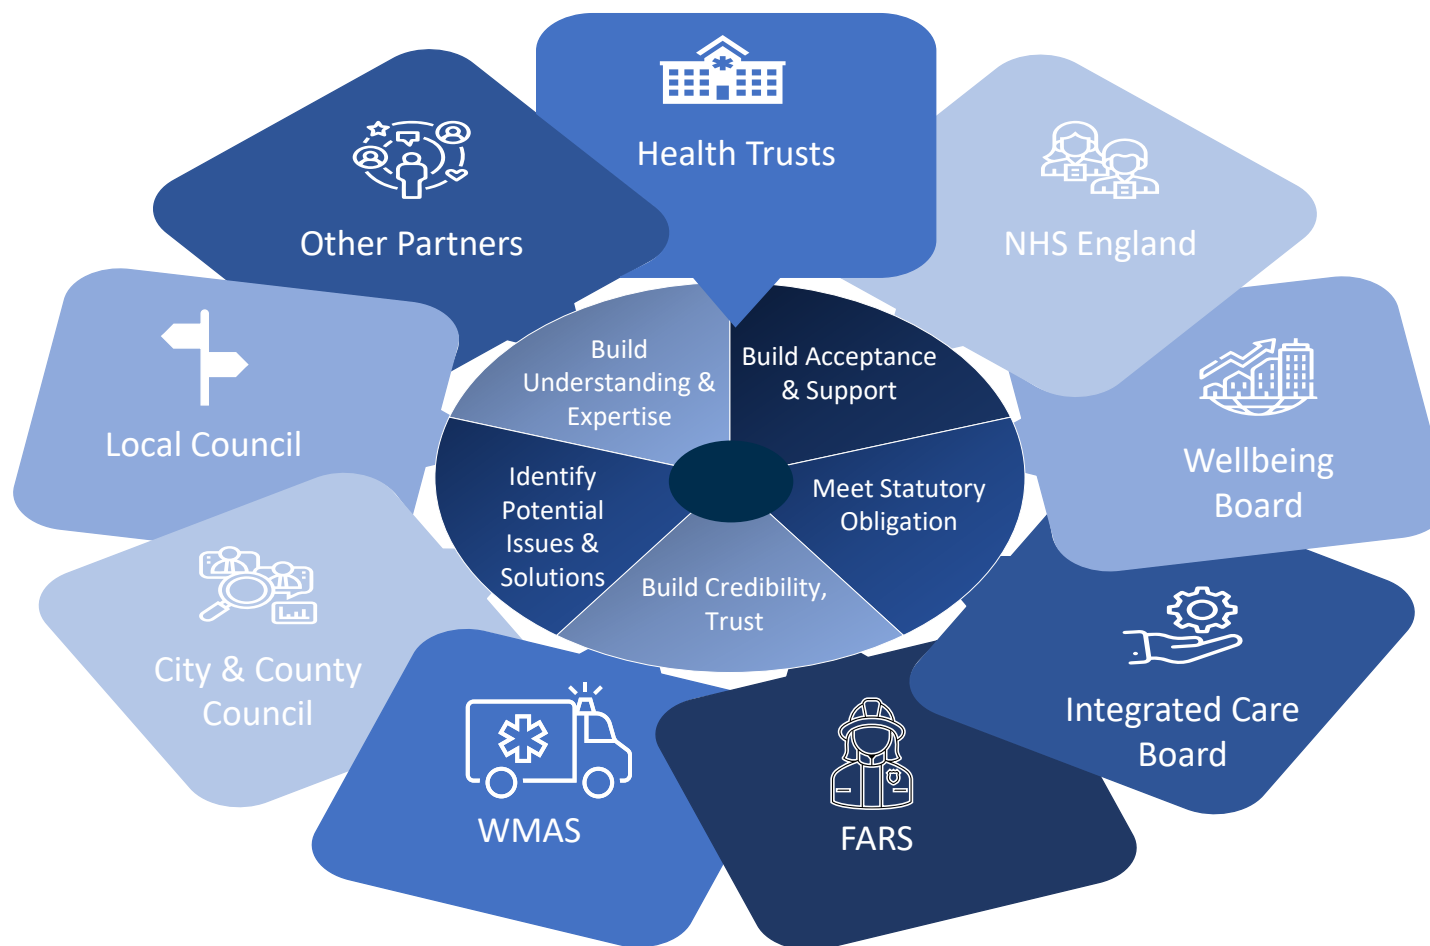 Health Trusts
NHS England
Wellbeing
Board
Integrated Care
Board
FARS
WMAS
City & County
Council
Local Council
Other Partners
Build Acceptance
& Support
Meet Statutory
Obligation
Build Credibility,
Trust
Identify
Potential
Issues &
Solutions
Build
Understanding &
Expertise